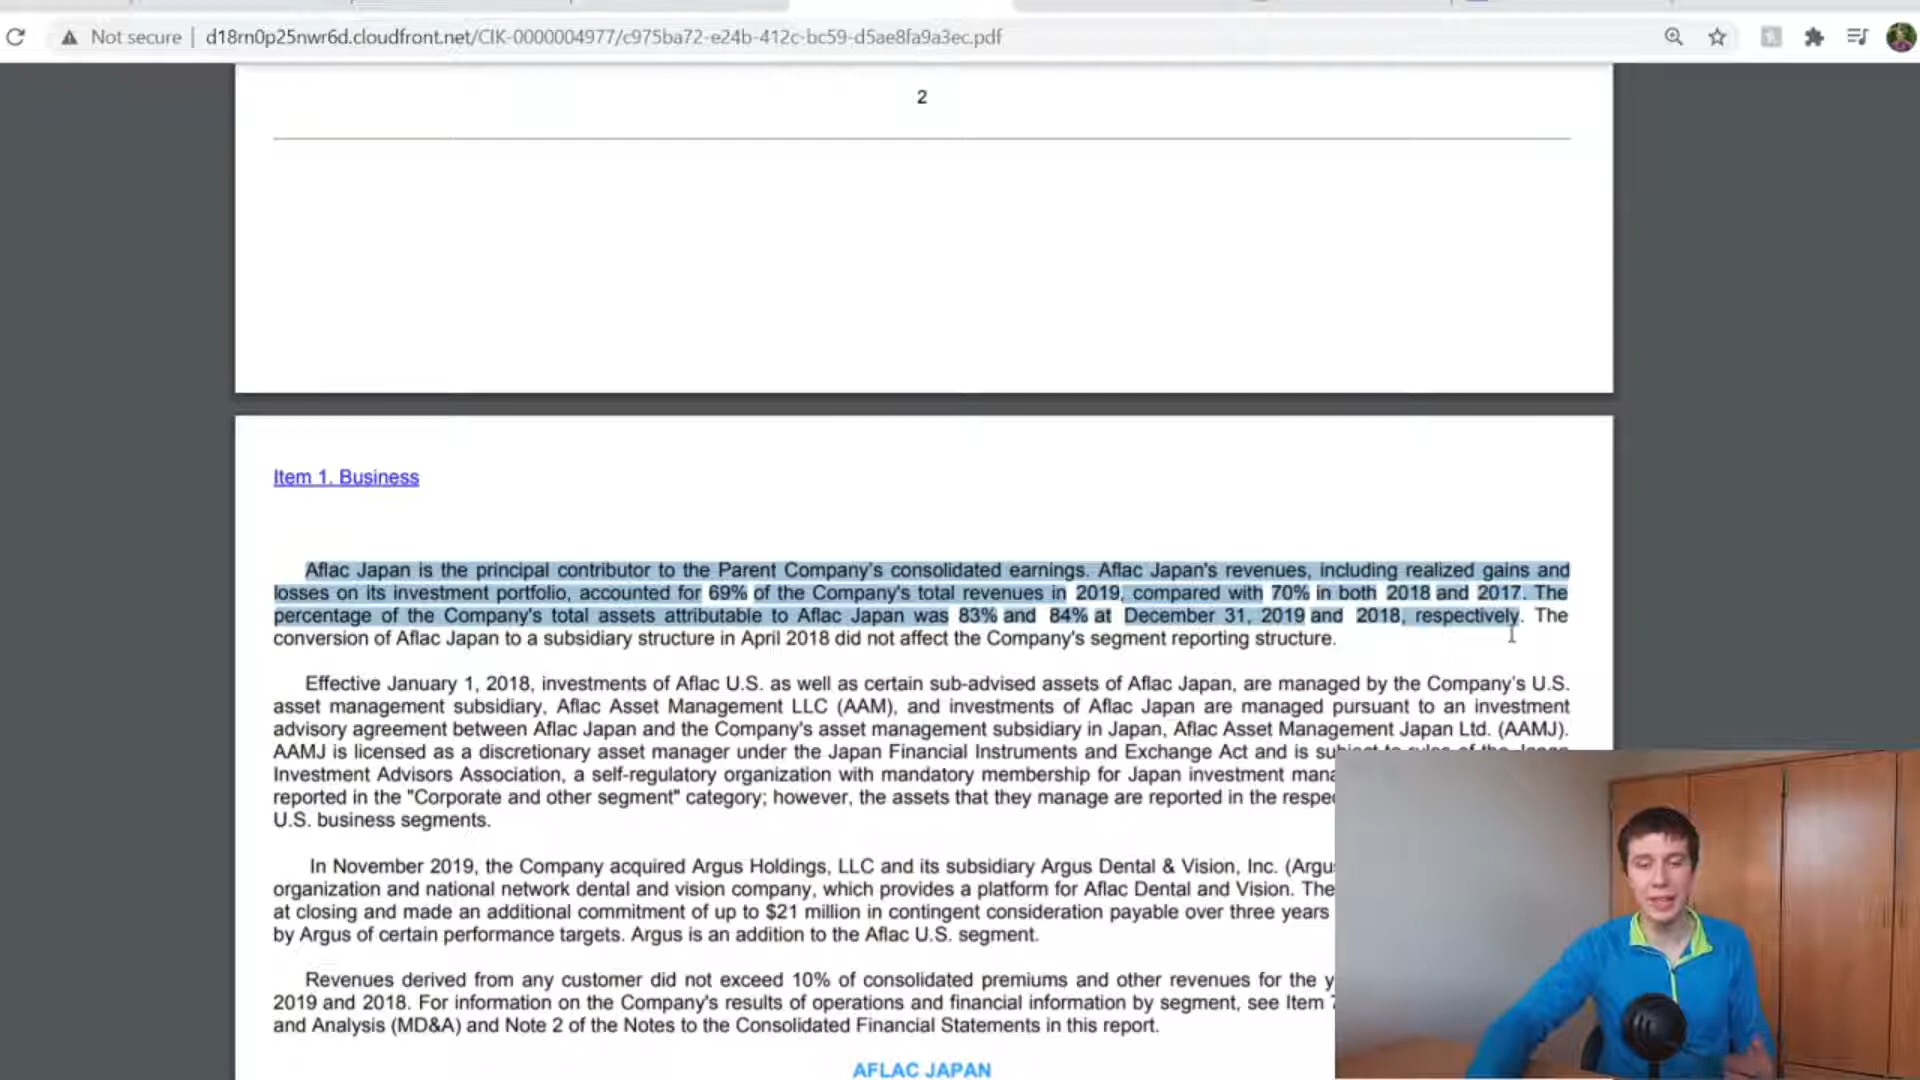 Not secure | d18rn0p25nwr6d.cloudfront.net/CIK-0000004977/c975ba72-e24b-412c-bc59-d5ae8fa9a3ec.pdf
2
Item 1. Business
Aflac Japan is the principal contributor to the Parent Company's consolidated earnings. Aflac Japan's revenues, including realized gains and
losses on its investment portfolio, accounted for 69% of the Company's total revenues in 2019, compared with 70% in both 2018 and 2017. The
percentage of the Company's total assets attributable to Aflac Japan was 83% and 84% at December 31, 2019 and 2018, respectively. The
conversion of Aflac Japan to a subsidiary structure in April 2018 did not affect the Company's segment reporting structure.
Effective January 1, 2018, investments of Aflac U.S. as well as certain sub-advised assets of Aflac Japan, are managed by the Company's U.S.
asset management subsidiary, Aflac Asset Management LLC (AAM), and investments of Aflac Japan are managed pursuant to an investment
advisory agreement between Aflac Japan and the Company's asset management subsidiary in Japan, Aflac Asset Management Japan Ltd. (AAMJ).
AAMJ is licensed as a discretionary asset manager under the Japan Financial Instruments and Exchange Act and is
Investment Advisors Association, a self-regulatory organization with mandatory membership for Japan investment mana
reported in the "Corporate and other segment" category; however, the assets that they manage are reported in the respec
U.S. business segments.
In November 2019, the Company acquired Argus Holdings, LLC and its subsidiary Argus Dental & Vision, Inc. (Argu
organization and national network dental and vision company, which provides a platform for Aflac Dental and Vision. The
at closing and made an additional commitment of up to $21 million in contingent consideration payable over three years
by Argus of certain performance targets. Argus is an addition to the Aflac U.S. segment.
Revenues derived from any customer did not exceed 10% of consolidated premiums and other revenues for the y
2019 and 2018. For information on the Company's results of operations and financial information by segment, see Item 7
and Analysis (MD&A) and Note 2 of the Notes to the Consolidated Financial Statements in this report.
AFLAC JAPAN